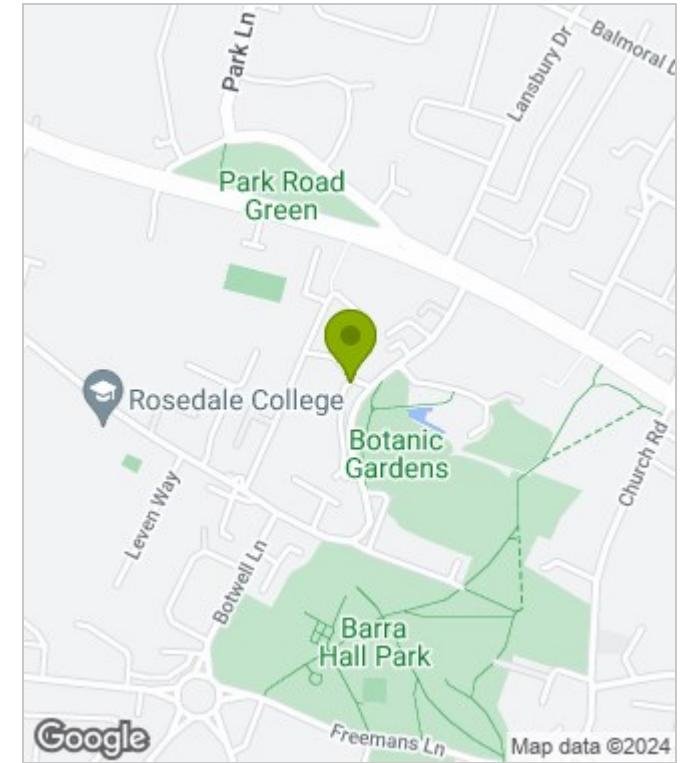 Park Ln
Balmoral D
Lansbury Dr
Park Road
Green
Rosedale College
Botanic
Gardens
Church Rd
Leven Way
Botwell Ln
Barra
Hall Park
Freemans Ln
Google
Map data ©2024